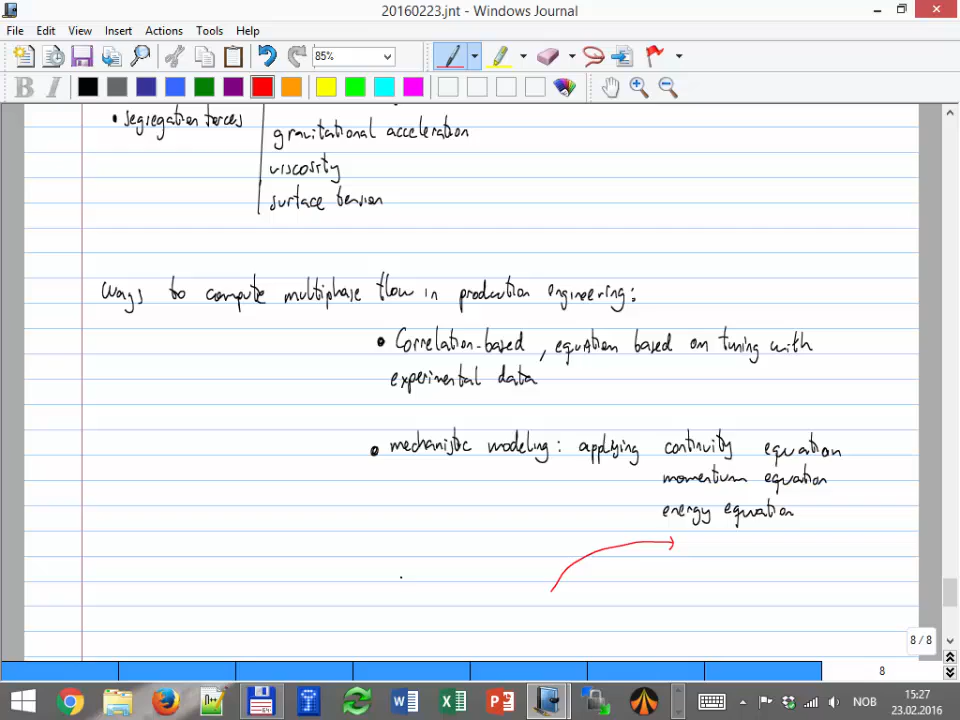 20160223.jnt - Windows Journal
File Edit View Insert Actions Tools Help
85%
• segregation forces
gravitational acceleration
viscosity
surface tension
Ways to compute multiphase flow in production engineering:
• Correlation-based, equation based on tuning with
experimental data
• mechanistic modeling: applying continuity equation
momentum equation
energy equation
8 / 8
8
NOB
15:27
23.02.2016